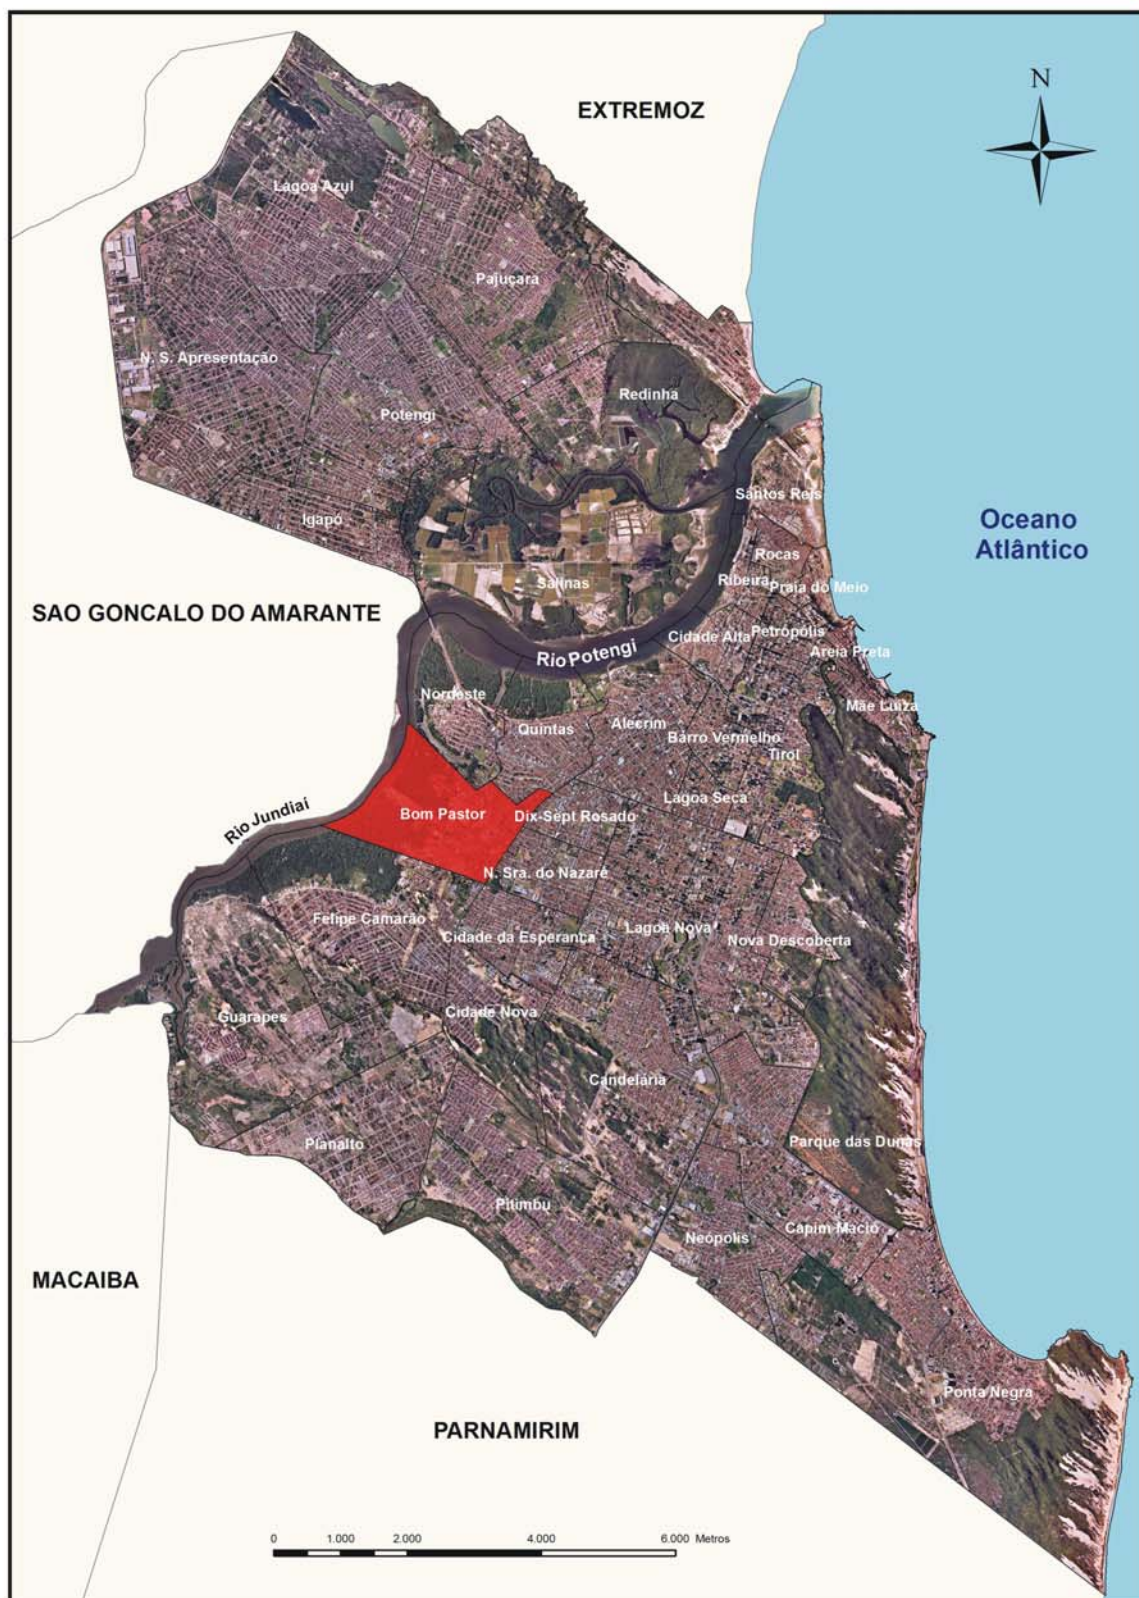 N
EXTREMOZ
Lagoa Azul
Pajuçara
N. S. Apresentação
Redinha
Potengi
Santos Reis
Igapó
Oceano
Atlântico
Rocas
Salinas
Ribeira
Praia do Meio
SAO GONCALO DO AMARANTE
Cidade Alta
Petrópolis
Rio Potengi
Areia Preta
Nordeste
Mãe Luiza
Quintas
Alecrim
Barro Vermelho
Tirol
Lagoa Seca
Rio Jundiai
Bom Pastor
Dix-Sept Rosado
N. Sra. do Nazaré
Felipe Camarão
Cidade da Esperança
Lagoa Nova
Nova Descoberta
Guarapes
Cidade Nova
Candelária
Planalto
Parque das Dunas
Pitimbu
Capim Macio
Neópolis
MACAIBA
Ponta Negra
PARNAMIRIM
0 1.000 2.000 4.000 6.000 Metros